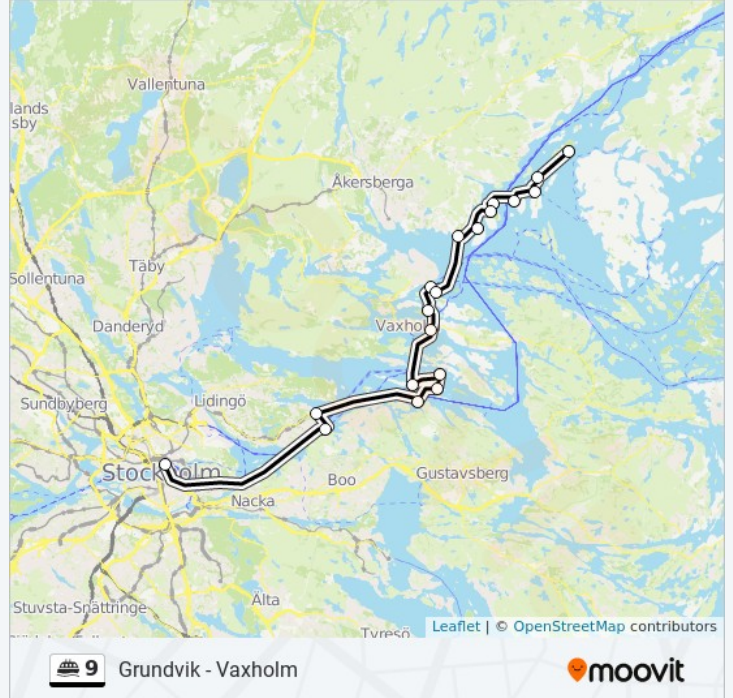 Vallentuna
lands
sby
Åkersberga
Täby
Sollentuna
Danderyd
Vaxhol
Lidingö
Sundbyberg
Stockholm
Boo
Gustavsberg
Nacka
Älta
Stuvsta-Snättringe
Tyresö
Leaflet | © OpenStreetMap contributors
9 Grundvik - Vaxholm
moovit